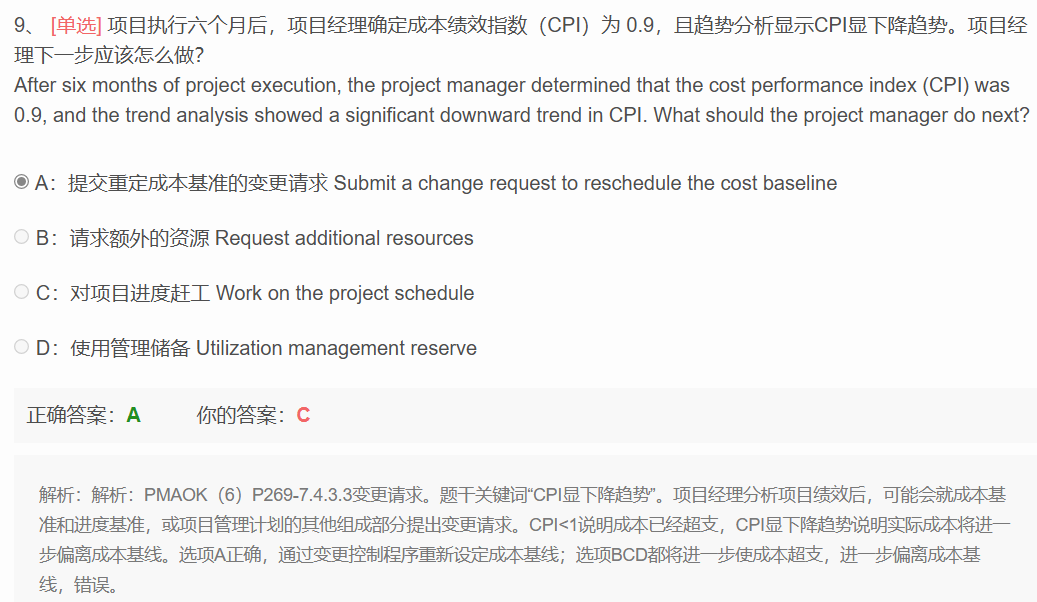 9、 [单选] 项目执行六个月后，项目经理确定成本绩效指数（CPI）为 0.9，且趋势分析显示CPI显下降趋势。项目经
理下一步应该怎么做?
After six months of project execution, the project manager determined that the cost performance index (CPI) was
0.9, and the trend analysis showed a significant downward trend in CPI. What should the project manager do next?
A：提交重定成本基准的变更请求 Submit a change request to reschedule the cost baseline
B：请求额外的资源 Request additional resources
C：对项目进度赶工 Work on the project schedule
D：使用管理储备 Utilization management reserve
正确答案：A 你的答案：C
解析：解析：PMAOK（6）P269-7.4.3.3变更请求。题干关键词“CPI显下降趋势”。项目经理分析项目绩效后，可能会就成本基
准和进度基准，或项目管理计划的其他组成部分提出变更请求。CPI<1说明成本已经超支，CPI显下降趋势说明实际成本将进一
步偏离成本基线。选项A正确，通过变更控制程序重新设定成本基线；选项BCD都将进一步使成本超支，进一步偏离成本基
线，错误。